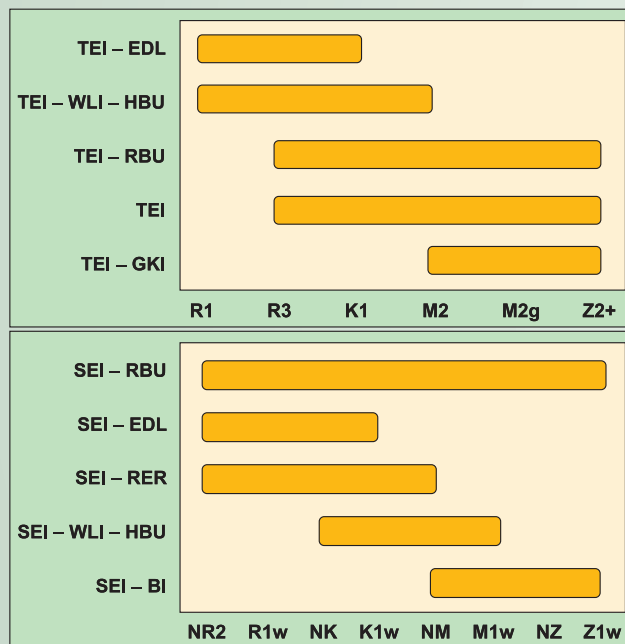 TEI – EDL
TEI – WLI – HBU
TEI – RBU
TEI
TEI – GKI
R1 R3 K1 M2 M2g Z2+
SEI – RBU
SEI – EDL
SEI – RER
SEI – WLI – HBU
SEI – BI
NR2 R1w NK K1w NM M1w NZ Z1w